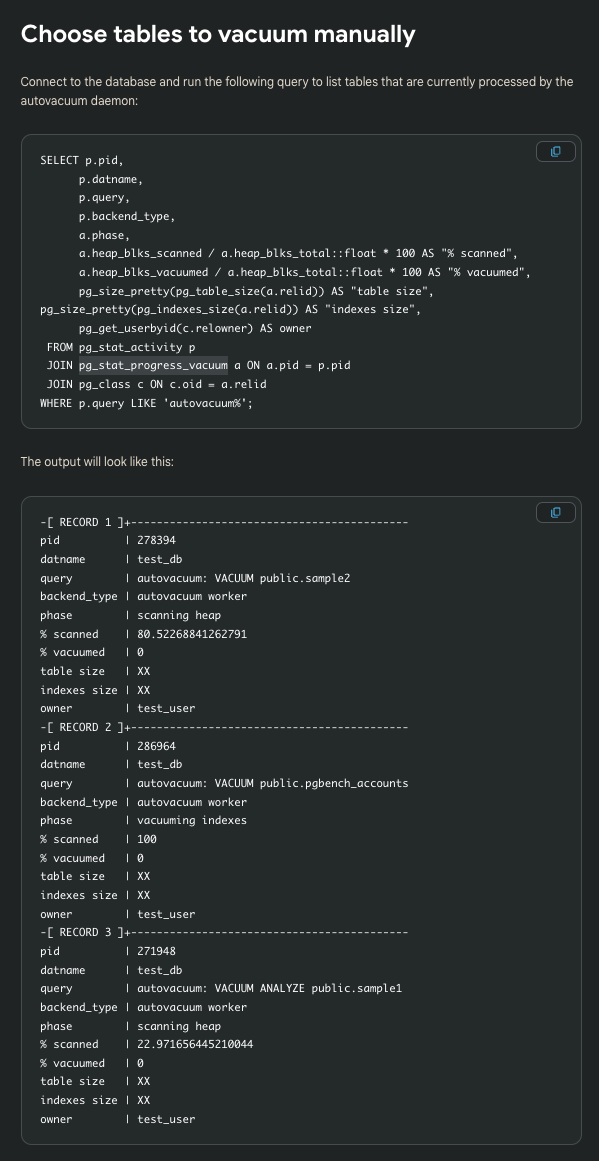 Choose tables to vacuum manually
Connect to the database and run the following query to list tables that are currently processed by the
autovacuum daemon:
SELECT p.pid,
      p.datname,
      p.query,
      p.backend_type,
      a.phase,
      a.heap_blks_scanned / a.heap_blks_total::float * 100 AS "% scanned",
      a.heap_blks_vacuumed / a.heap_blks_total::float * 100 AS "% vacuumed",
      pg_size_pretty(pg_table_size(a.relid)) AS "table size",
pg_size_pretty(pg_indexes_size(a.relid)) AS "indexes size",
      pg_get_userbyid(c.relowner) AS owner
 FROM pg_stat_activity p
 JOIN pg_stat_progress_vacuum a ON a.pid = p.pid
 JOIN pg_class c ON c.oid = a.relid
WHERE p.query LIKE 'autovacuum%';
The output will look like this:
-[ RECORD 1 ]+-------------------------------------------
pid          | 278394
datname      | test_db
query        | autovacuum: VACUUM public.sample2
backend_type | autovacuum worker
phase        | scanning heap
% scanned    | 80.52268841262791
% vacuumed   | 0
table size   | XX
indexes size | XX
owner        | test_user
-[ RECORD 2 ]+-------------------------------------------
pid          | 286964
datname      | test_db
query        | autovacuum: VACUUM public.pgbench_accounts
backend_type | autovacuum worker
phase        | vacuuming indexes
% scanned    | 100
% vacuumed   | 0
table size   | XX
indexes size | XX
owner        | test_user
-[ RECORD 3 ]+-------------------------------------------
pid          | 271948
datname      | test_db
query        | autovacuum: VACUUM ANALYZE public.sample1
backend_type | autovacuum worker
phase        | scanning heap
% scanned    | 22.971656445210044
% vacuumed   | 0
table size   | XX
indexes size | XX
owner        | test_user